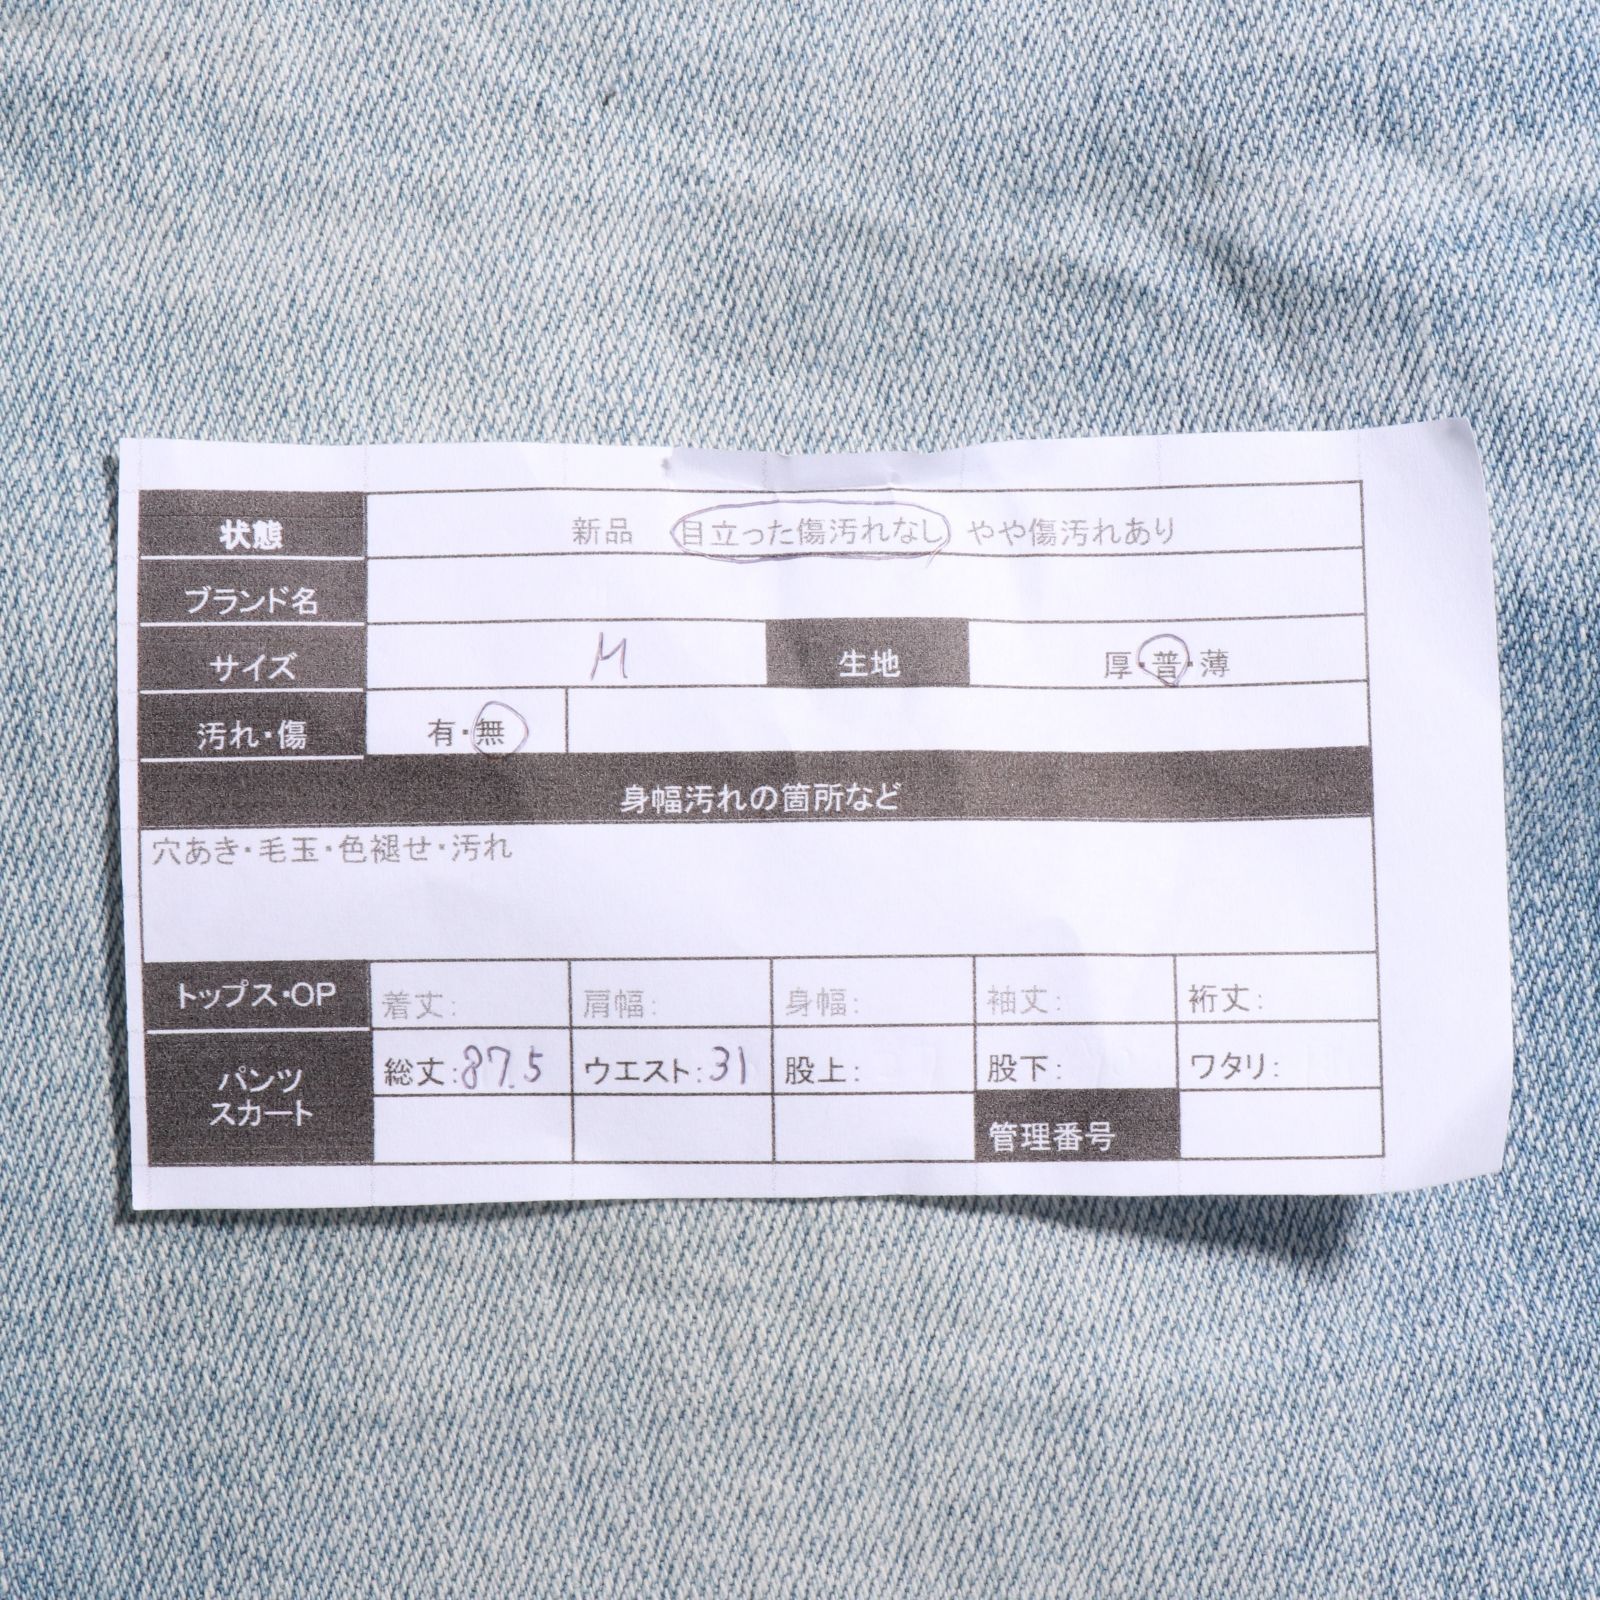 状態 新品 目立った傷汚れなし やや傷汚れあり
ブランド名
サイズ M 生地 厚・普・薄
汚れ・傷 有・無
身幅汚れの箇所など
穴あき・毛玉・色褪せ・汚れ
トップス・OP 着丈: 肩幅: 身幅: 袖丈: 裄丈:
パンツ
スカート
総丈:87.5 ウエスト:31 股上: 股下: ワタリ:
管理番号